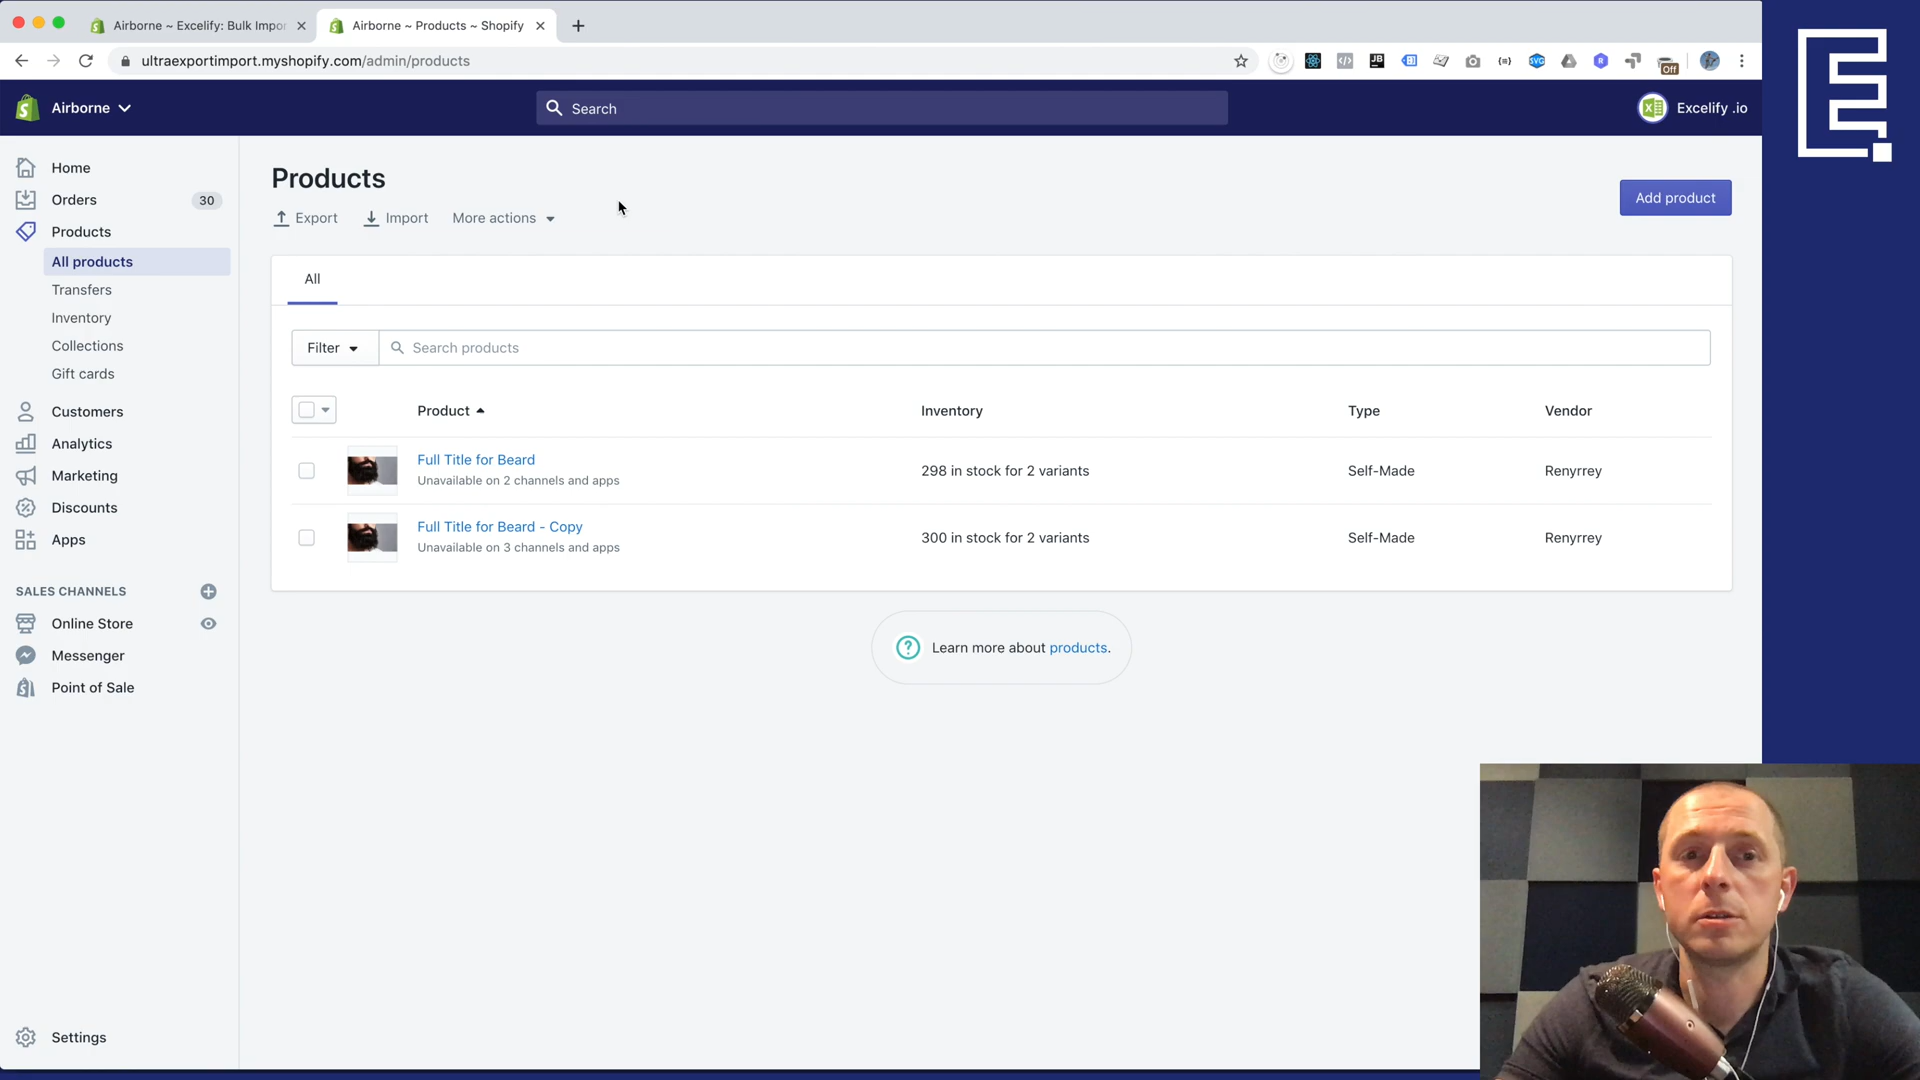 Airborne ~ Excelify: Bulk Impor
Airborne ~ Products ~ Shopify
ultraexportimport.myshopify.com/admin/products
JB
SVG
R
Off
Airborne
Search
Excelify .io
Home
Orders
30
Products
All products
Transfers
Inventory
Collections
Gift cards
Customers
Analytics
Marketing
Discounts
Apps
SALES CHANNELS
Online Store
Messenger
Point of Sale
Settings
Products
Export
Import
More actions
Add product
All
Filter
Search products
Product
Inventory
Type
Vendor
Full Title for Beard
Unavailable on 2 channels and apps
298 in stock for 2 variants
Self-Made
Renyrrey
Full Title for Beard - Copy
Unavailable on 3 channels and apps
300 in stock for 2 variants
Self-Made
Renyrrey
Learn more about products.